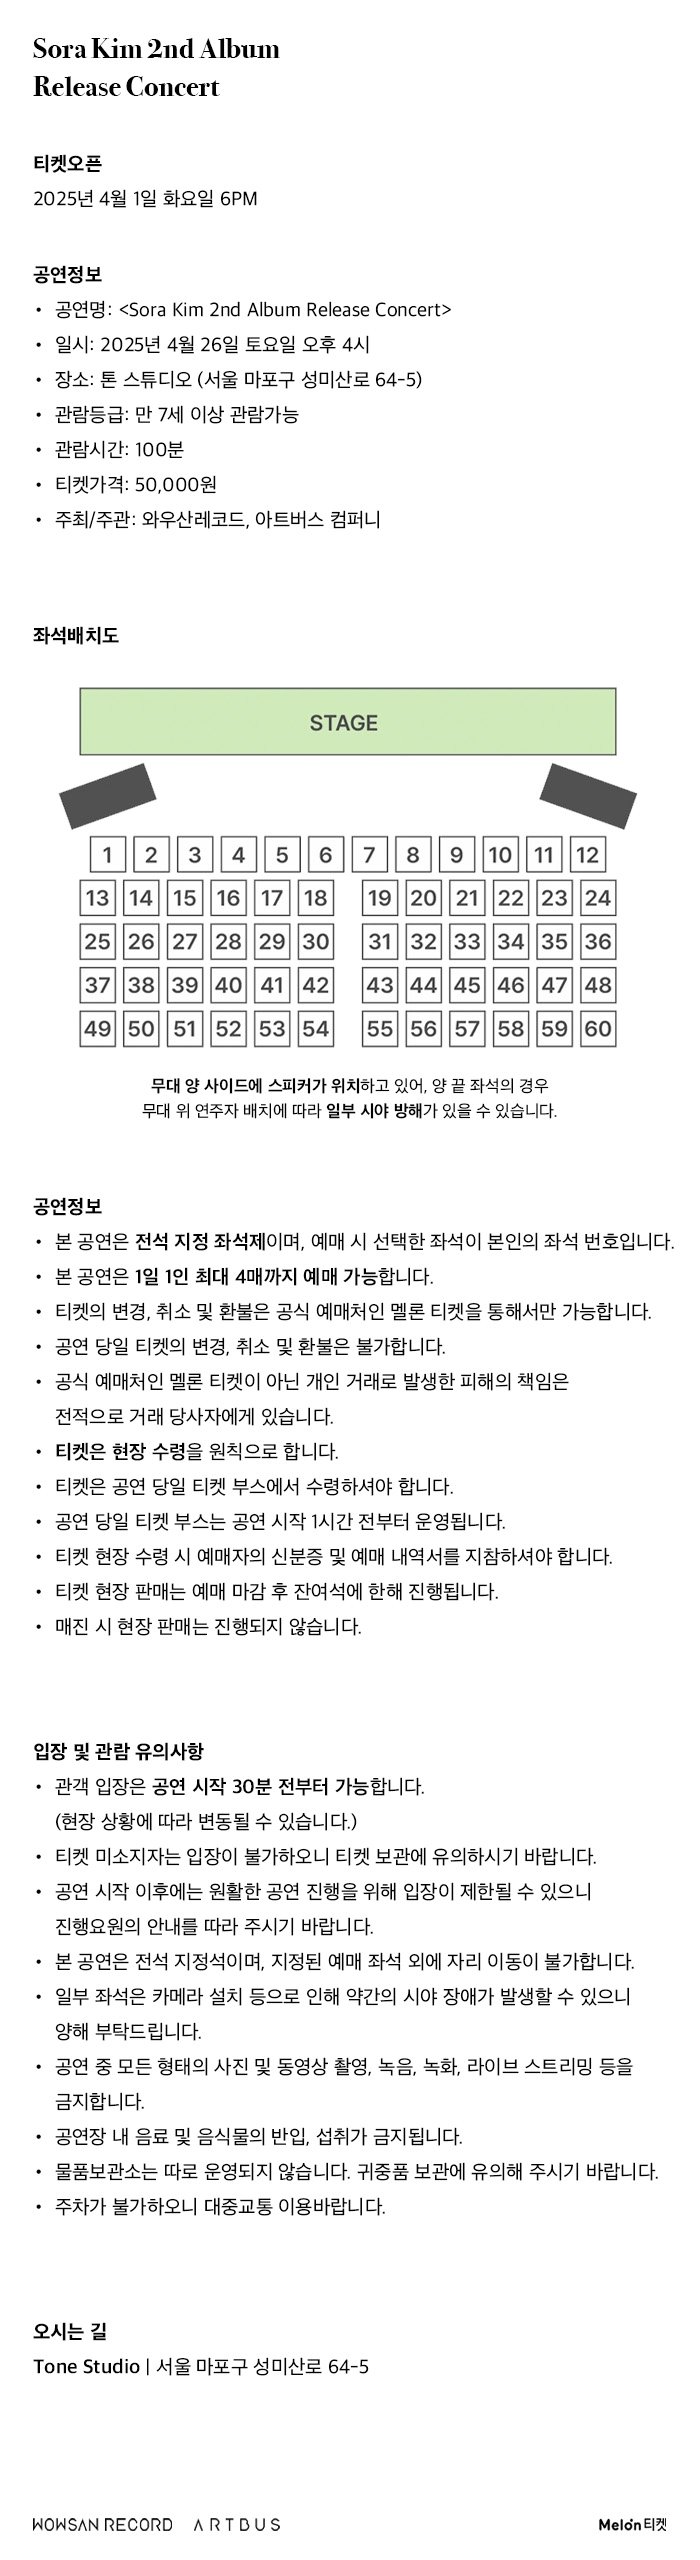 Sora Kim 2nd Album
Release Concert
티켓오픈
2025년 4월 1일 화요일 6PM
공연정보
• 공연명: <Sora Kim 2nd Album Release Concert>
• 일시: 2025년 4월 26일 토요일 오후 4시
• 장소: 톤 스튜디오 (서울 마포구 성미산로 64-5)
• 관람등급: 만 7세 이상 관람가능
• 관람시간: 100분
• 티켓가격: 50,000원
• 주최/주관: 와우산레코드, 아트버스 컴퍼니
좌석배치도
STAGE
1 2 3 4 5 6 7 8 9 10 11 12
13 14 15 16 17 18 19 20 21 22 23 24
25 26 27 28 29 30 31 32 33 34 35 36
37 38 39 40 41 42 43 44 45 46 47 48
49 50 51 52 53 54 55 56 57 58 59 60
무대 양 사이드에 스피커가 위치하고 있어, 양 끝 좌석의 경우
무대 위 연주자 배치에 따라 일부 시야 방해가 있을 수 있습니다.
공연정보
• 본 공연은 전석 지정 좌석제이며, 예매 시 선택한 좌석이 본인의 좌석 번호입니다.
• 본 공연은 1일 1인 최대 4매까지 예매 가능합니다.
• 티켓의 변경, 취소 및 환불은 공식 예매처인 멜론 티켓을 통해서만 가능합니다.
• 공연 당일 티켓의 변경, 취소 및 환불은 불가합니다.
• 공식 예매처인 멜론 티켓이 아닌 개인 거래로 발생한 피해의 책임은
전적으로 거래 당사자에게 있습니다.
• 티켓은 현장 수령을 원칙으로 합니다.
• 티켓은 공연 당일 티켓 부스에서 수령하셔야 합니다.
• 공연 당일 티켓 부스는 공연 시작 1시간 전부터 운영됩니다.
• 티켓 현장 수령 시 예매자의 신분증 및 예매 내역서를 지참하셔야 합니다.
• 티켓 현장 판매는 예매 마감 후 잔여석에 한해 진행됩니다.
• 매진 시 현장 판매는 진행되지 않습니다.
입장 및 관람 유의사항
• 관객 입장은 공연 시작 30분 전부터 가능합니다.
(현장 상황에 따라 변동될 수 있습니다.)
• 티켓 미소지자는 입장이 불가하오니 티켓 보관에 유의하시기 바랍니다.
• 공연 시작 이후에는 원활한 공연 진행을 위해 입장이 제한될 수 있으니
진행요원의 안내를 따라 주시기 바랍니다.
• 본 공연은 전석 지정석이며, 지정된 예매 좌석 외에 자리 이동이 불가합니다.
• 일부 좌석은 카메라 설치 등으로 인해 약간의 시야 장애가 발생할 수 있으니
양해 부탁드립니다.
• 공연 중 모든 형태의 사진 및 동영상 촬영, 녹음, 녹화, 라이브 스트리밍 등을
금지합니다.
• 공연장 내 음료 및 음식물의 반입, 섭취가 금지됩니다.
• 물품보관소는 따로 운영되지 않습니다. 귀중품 보관에 유의해 주시기 바랍니다.
• 주차가 불가하오니 대중교통 이용바랍니다.
오시는 길
Tone Studio | 서울 마포구 성미산로 64-5
WOWSAN RECORD ARTBUS Melon 티켓